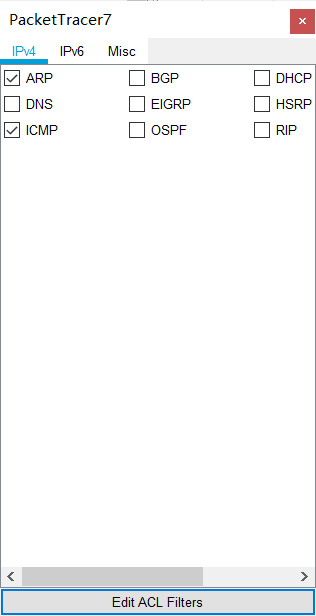 PacketTracer7
IPv4 IPv6 Misc
ARP BGP DHCP
DNS EIGRP HSRP
ICMP OSPF RIP
Edit ACL Filters